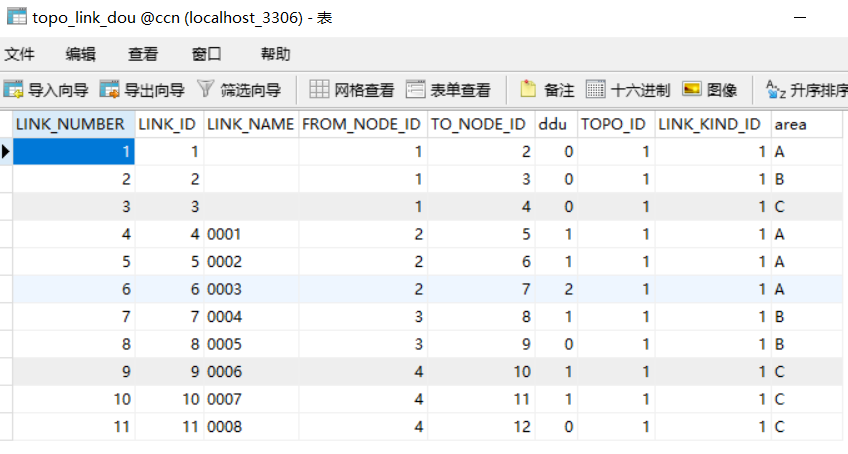 topo_link_dou @ccn (localhost_3306) - 表
文件 编辑 查看 窗口 帮助
导入向导 导出向导 筛选向导 网格查看 表单查看 备注 十六进制 图像 升序排序
LINK_NUMBER LINK_ID LINK_NAME FROM_NODE_ID TO_NODE_ID ddu TOPO_ID LINK_KIND_ID area
1 1 1 2 0 1 1 A
2 2 1 3 0 1 1 B
3 3 1 4 0 1 1 C
4 4 0001 2 5 1 1 1 A
5 5 0002 2 6 1 1 1 A
6 6 0003 2 7 2 1 1 A
7 7 0004 3 8 1 1 1 B
8 8 0005 3 9 0 1 1 B
9 9 0006 4 10 1 1 1 C
10 10 0007 4 11 1 1 1 C
11 11 0008 4 12 0 1 1 C